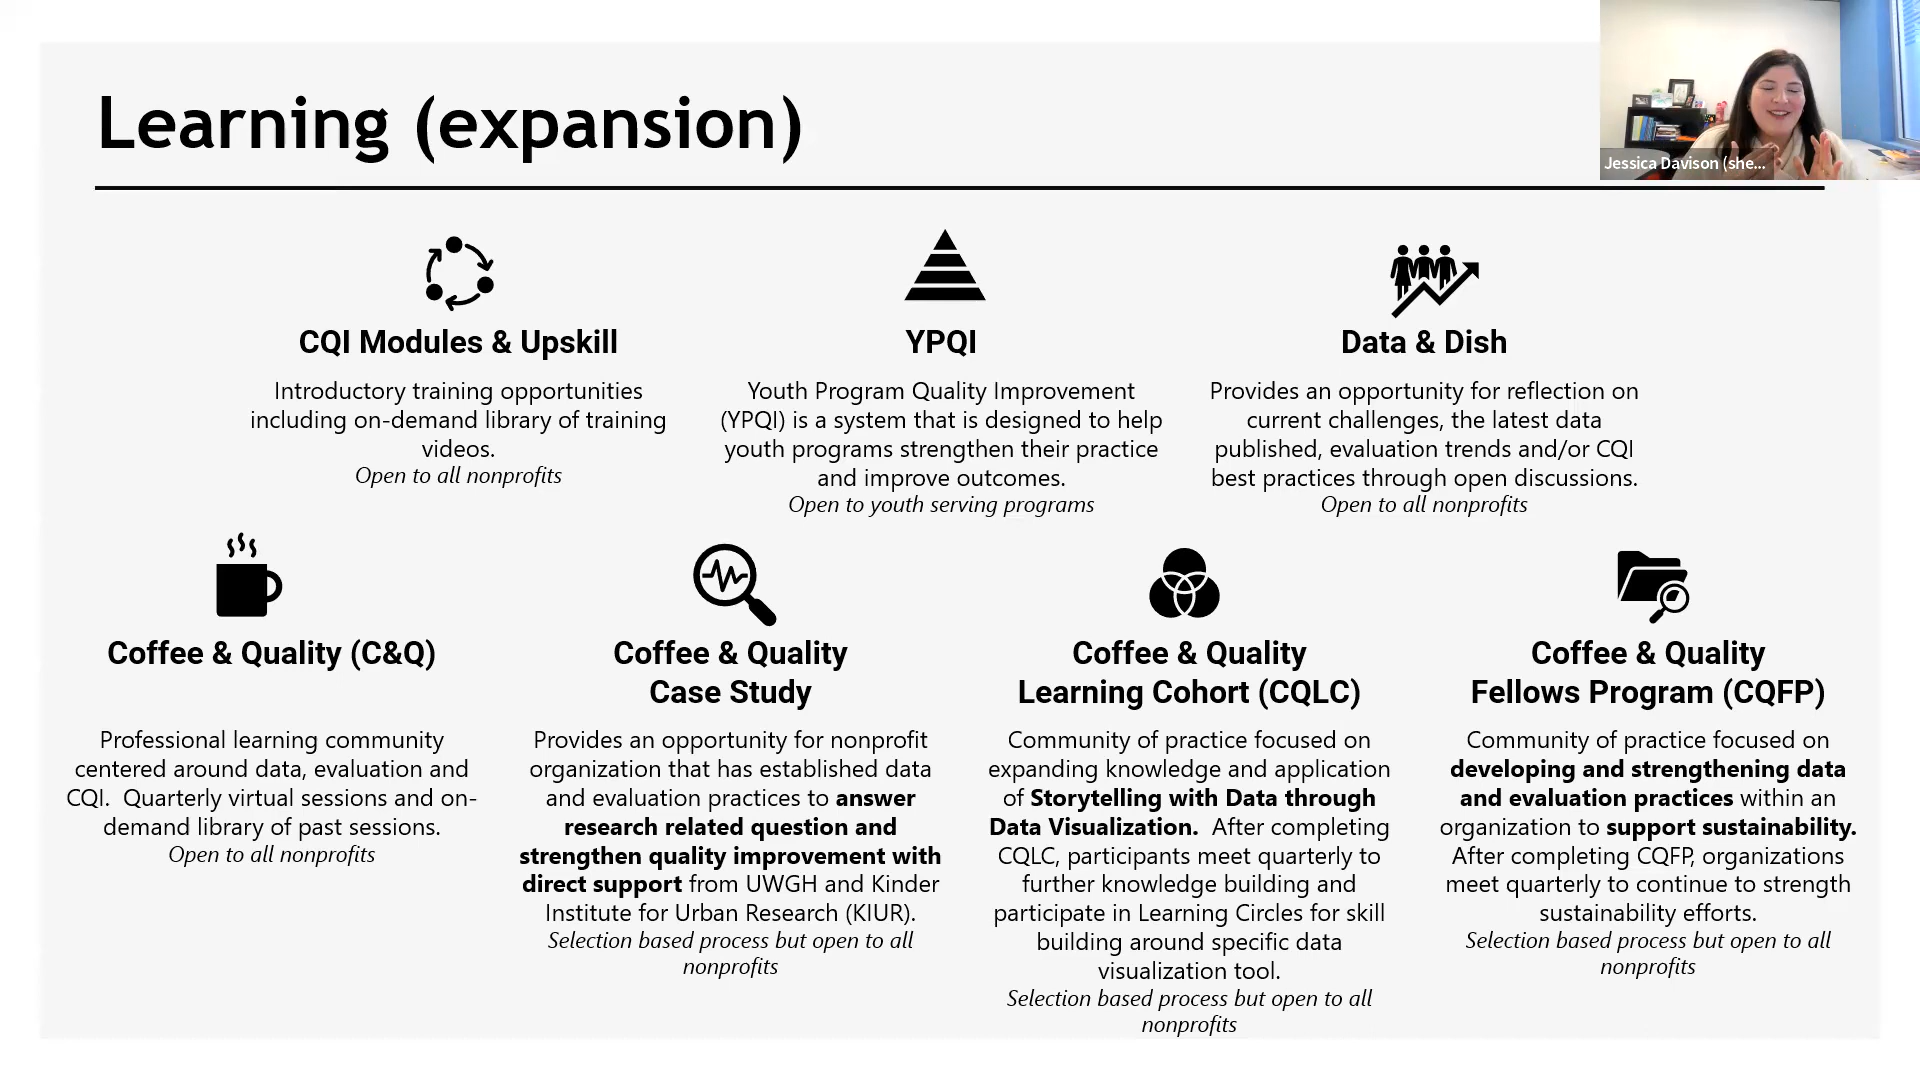 Learning (expansion)
Jessica Davison (she...
CQI Modules & Upskill
Introductory training opportunities
including on-demand library of training
videos.
Open to all nonprofits
YPQI
Youth Program Quality Improvement
(YPQI) is a system that is designed to help
youth programs strengthen their practice
and improve outcomes.
Open to youth serving programs
Data & Dish
Provides an opportunity for reflection on
current challenges, the latest data
published, evaluation trends and/or CQI
best practices through open discussions.
Open to all nonprofits
Coffee & Quality (C&Q)
Professional learning community
centered around data, evaluation and
CQI.  Quarterly virtual sessions and on-
demand library of past sessions.
Open to all nonprofits
Coffee & Quality
Case Study
Provides an opportunity for nonprofit
organization that has established data
and evaluation practices to answer
research related question and
strengthen quality improvement with
direct support from UWGH and Kinder
Institute for Urban Research (KIUR).
Selection based process but open to all
nonprofits
Coffee & Quality
Learning Cohort (CQLC)
Community of practice focused on
expanding knowledge and application
of Storytelling with Data through
Data Visualization.  After completing
CQLC, participants meet quarterly to
further knowledge building and
participate in Learning Circles for skill
building around specific data
visualization tool.
Selection based process but open to all
nonprofits
Coffee & Quality
Fellows Program (CQFP)
Community of practice focused on
developing and strengthening data
and evaluation practices within an
organization to support sustainability.
After completing CQFP, organizations
meet quarterly to continue to strength
sustainability efforts.
Selection based process but open to all
nonprofits